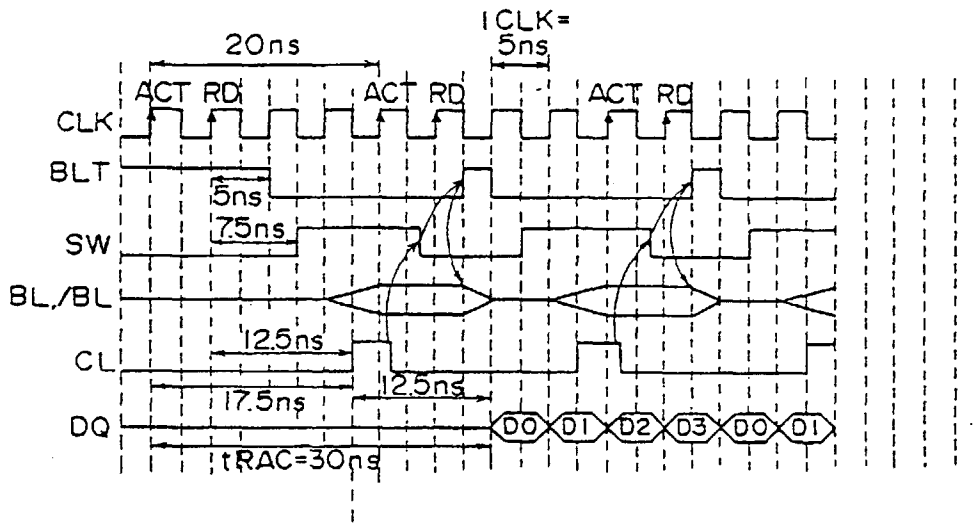 1CLK=
20ns 5ns
ACT RD ACT RD ACT RD
CLK
BLT
5ns
7.5ns
SW
BL,/BL
12.5ns
CL
12.5ns
17.5ns
DQ D0 D1 D2 D3 D0 D1
tRAC=30ns